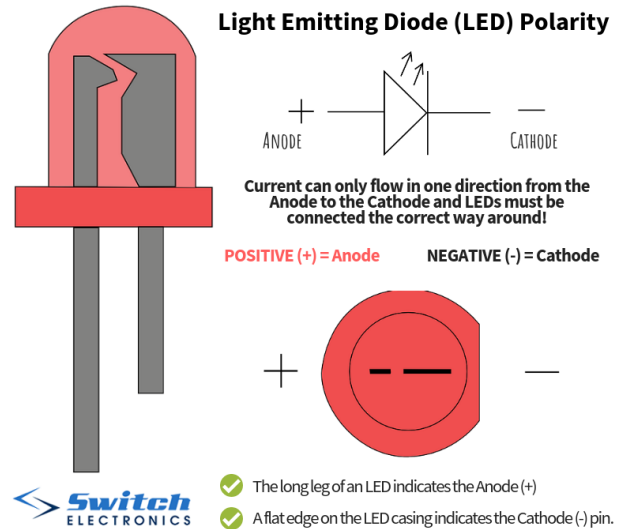 Light Emitting Diode (LED) Polarity
+
−
ANODE
CATHODE
Current can only flow in one direction from the
Anode to the Cathode and LEDs must be
connected the correct way around!
POSITIVE (+) = Anode
NEGATIVE (-) = Cathode
+
−
The long leg of an LED indicates the Anode (+)
A flat edge on the LED casing indicates the Cathode (-) pin.
Switch
ELECTRONICS